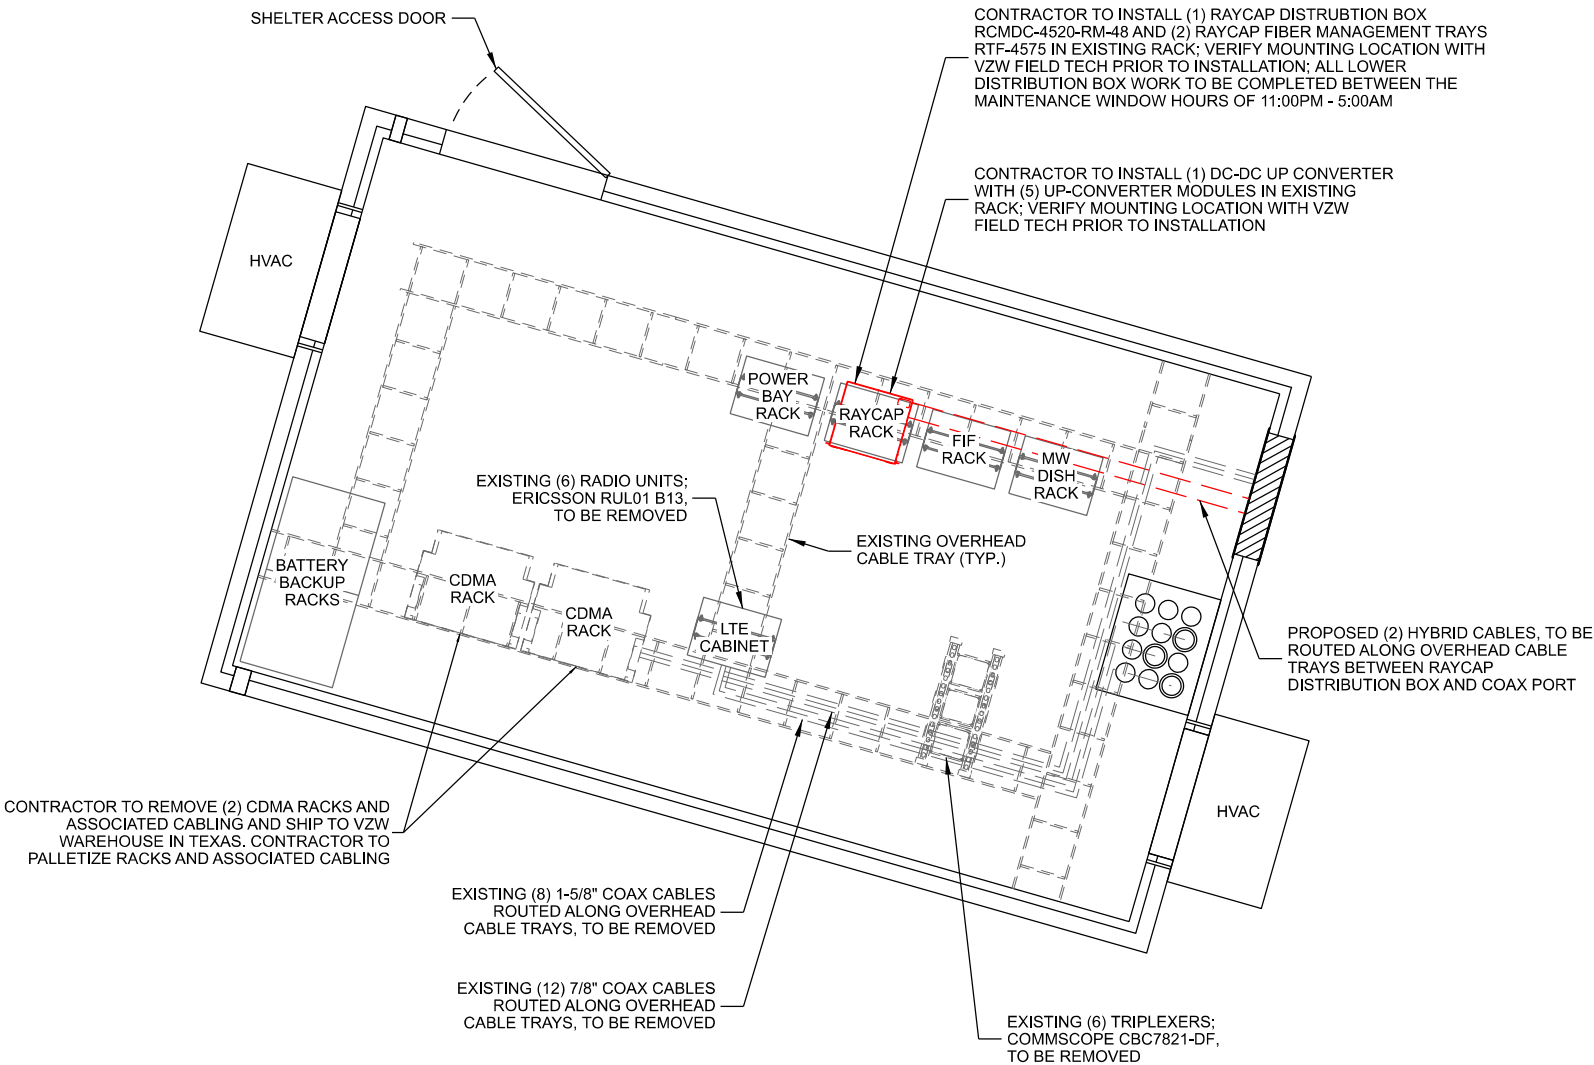 SHELTER ACCESS DOOR
CONTRACTOR TO INSTALL (1) RAYCAP DISTRUBTION BOX
RCMDC-4520-RM-48 AND (2) RAYCAP FIBER MANAGEMENT TRAYS
RTF-4575 IN EXISTING RACK; VERIFY MOUNTING LOCATION WITH
VZW FIELD TECH PRIOR TO INSTALLATION; ALL LOWER
DISTRIBUTION BOX WORK TO BE COMPLETED BETWEEN THE
MAINTENANCE WINDOW HOURS OF 11:00PM - 5:00AM
CONTRACTOR TO INSTALL (1) DC-DC UP CONVERTER
WITH (5) UP-CONVERTER MODULES IN EXISTING
RACK; VERIFY MOUNTING LOCATION WITH VZW
FIELD TECH PRIOR TO INSTALLATION
HVAC
POWER
BAY
RACK
RAYCAP
RACK
FIF
RACK
MW
DISH
RACK
EXISTING (6) RADIO UNITS;
ERICSSON RUL01 B13,
TO BE REMOVED
EXISTING OVERHEAD
CABLE TRAY (TYP.)
BATTERY
BACKUP
RACKS
CDMA
RACK
CDMA
RACK
LTE
CABINET
PROPOSED (2) HYBRID CABLES, TO BE
ROUTED ALONG OVERHEAD CABLE
TRAYS BETWEEN RAYCAP
DISTRIBUTION BOX AND COAX PORT
CONTRACTOR TO REMOVE (2) CDMA RACKS AND
ASSOCIATED CABLING AND SHIP TO VZW
WAREHOUSE IN TEXAS. CONTRACTOR TO
PALLETIZE RACKS AND ASSOCIATED CABLING
HVAC
EXISTING (8) 1-5/8" COAX CABLES
ROUTED ALONG OVERHEAD
CABLE TRAYS, TO BE REMOVED
EXISTING (12) 7/8" COAX CABLES
ROUTED ALONG OVERHEAD
CABLE TRAYS, TO BE REMOVED
EXISTING (6) TRIPLEXERS;
COMMSCOPE CBC7821-DF,
TO BE REMOVED